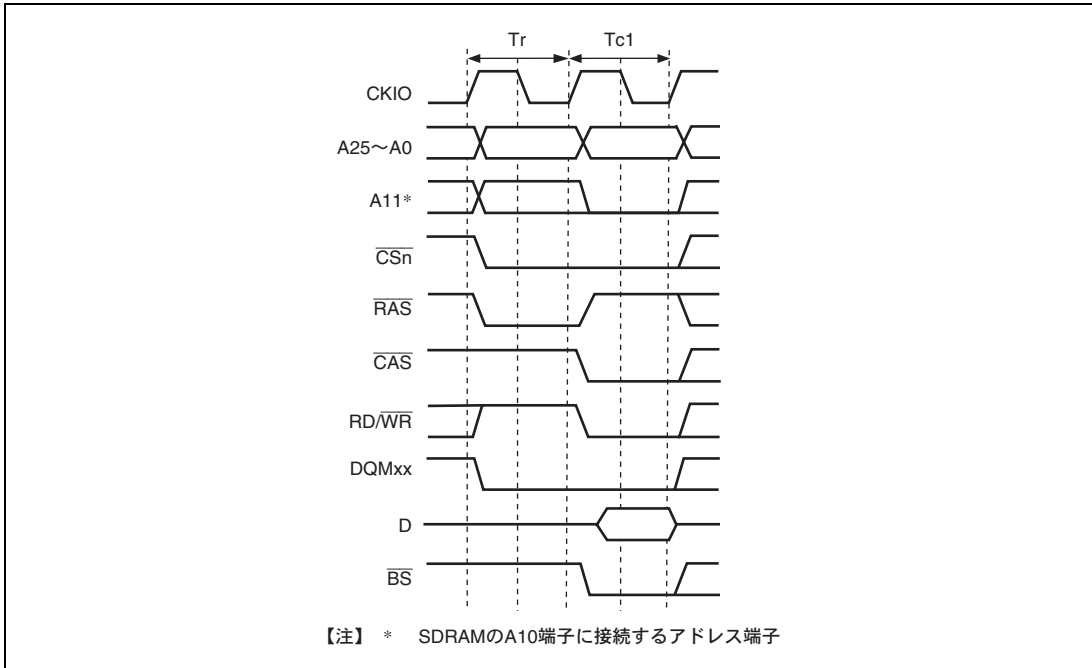 Tr Tc1
CKIO
A25～A0
A11*
CSn
RAS
CAS
RD/WR
DQMxx
D
BS
【注】 * SDRAMのA10端子に接続するアドレス端子